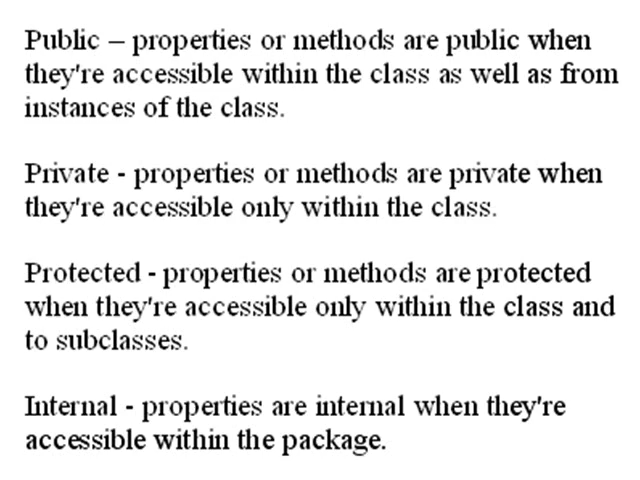 Public – properties or methods are public when
they're accessible within the class as well as from
instances of the class.
Private - properties or methods are private when
they're accessible only within the class.
Protected - properties or methods are protected
when they're accessible only within the class and
to subclasses.
Internal - properties are internal when they're
accessible within the package.